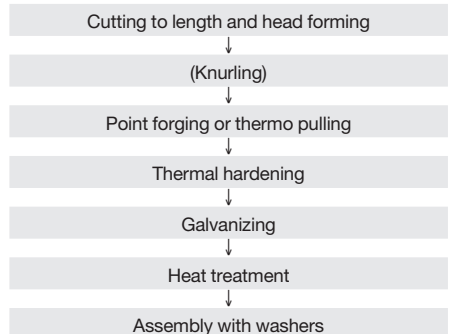 Cutting to length and head forming
(Knurling)
Point forging or thermo pulling
Thermal hardening
Galvanizing
Heat treatment
Assembly with washers